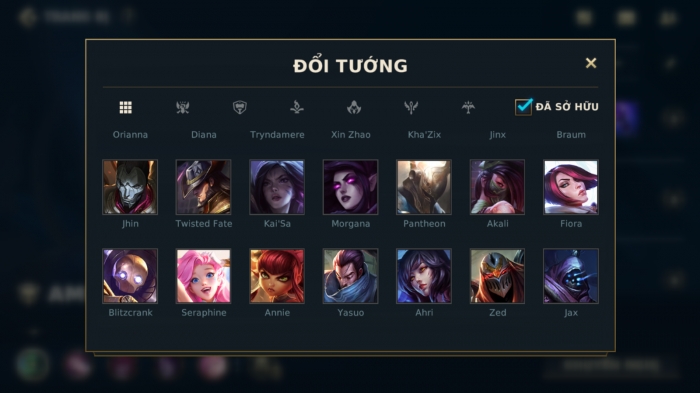 ĐỔI TƯỚNG
ĐÃ SỞ HỮU
Orianna Diana Tryndamere Xin Zhao Kha'Zix Jinx Braum
Jhin Twisted Fate Kai'Sa Morgana Pantheon Akali Fiora
Blitzcrank Seraphine Annie Yasuo Ahri Zed Jax